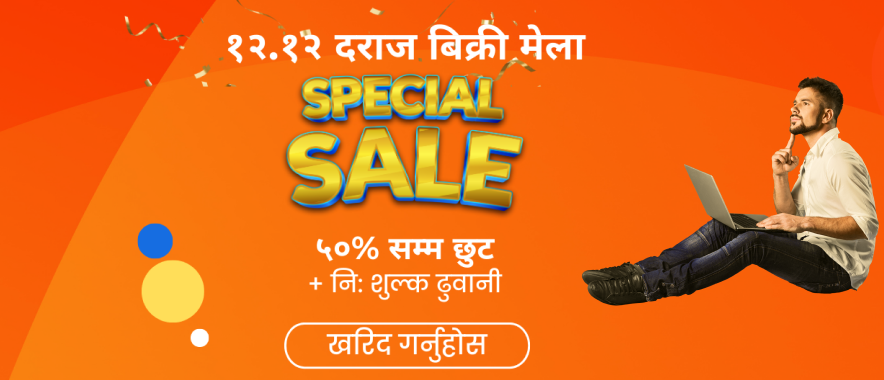 १२.१२ दराज बिक्री मेला
SPECIAL
SALE
५०% सम्म छुट
+ नि: शुल्क ढुवानी
खरिद गर्नुहोस